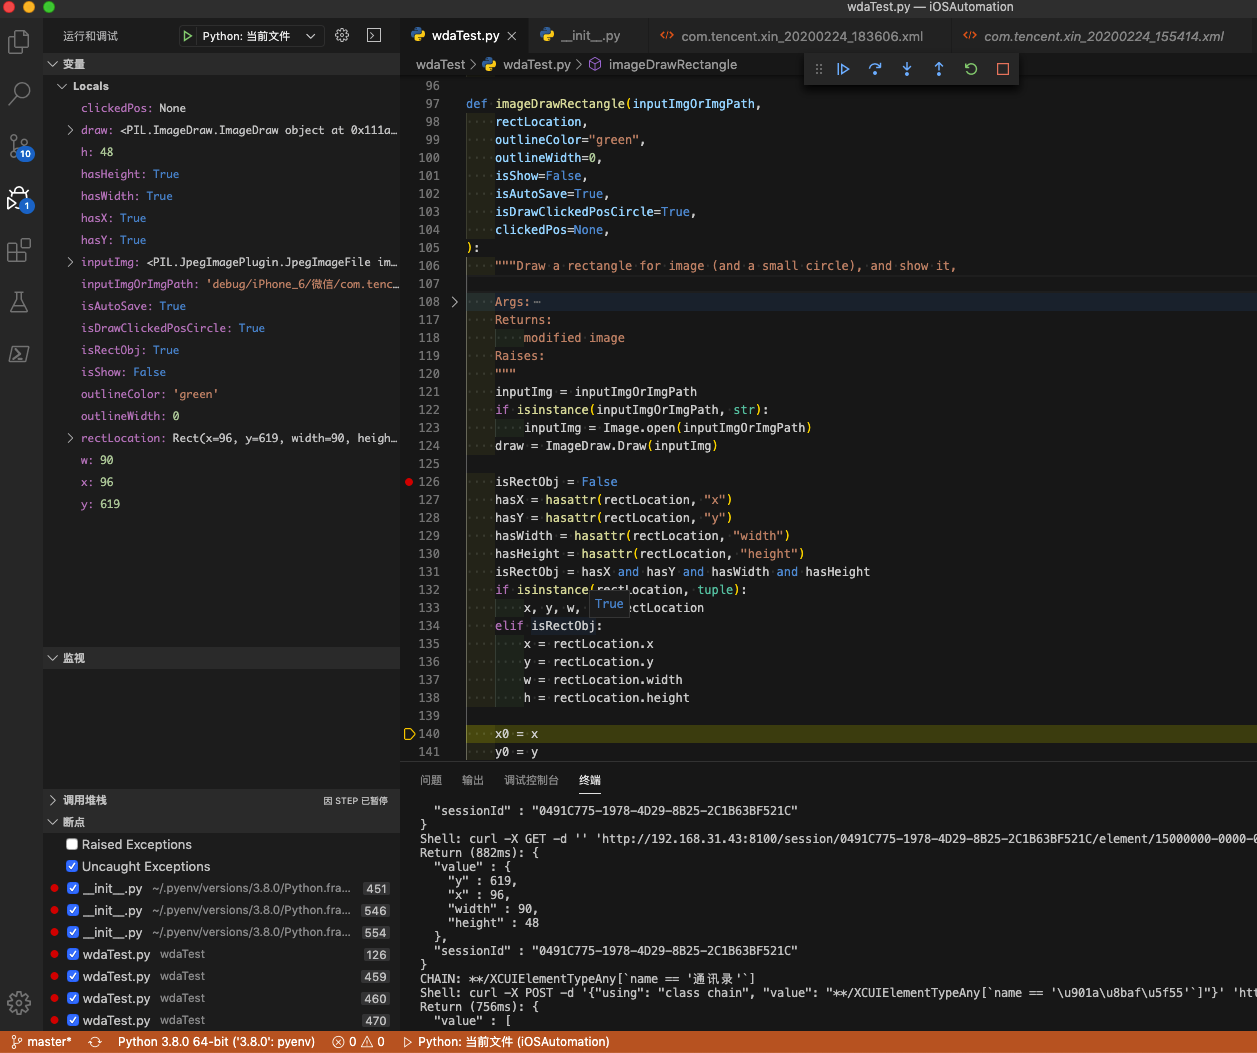 wdaTest.py — iOSAutomation
运行和调试
Python: 当前文件
wdaTest.py
__init__.py
com.tencent.xin_20200224_183606.xml
com.tencent.xin_20200224_155414.xml
wdaTest > wdaTest.py > imageDrawRectangle
变量
Locals
clickedPos: None
draw: <PIL.ImageDraw.ImageDraw object at 0x111a…
h: 48
hasHeight: True
hasWidth: True
hasX: True
hasY: True
inputImg: <PIL.JpegImagePlugin.JpegImageFile im…
inputImgOrImgPath: 'debug/iPhone_6/微信/com.tenc…
isAutoSave: True
isDrawClickedPosCircle: True
isRectObj: True
isShow: False
outlineColor: 'green'
outlineWidth: 0
rectLocation: Rect(x=96, y=619, width=90, heigh…
w: 90
x: 96
y: 619
10
1
监视
调用堆栈
因 STEP 已暂停
断点
Raised Exceptions
Uncaught Exceptions
__init__.py ~/.pyenv/versions/3.8.0/Python.fra… 451
__init__.py ~/.pyenv/versions/3.8.0/Python.fra… 546
__init__.py ~/.pyenv/versions/3.8.0/Python.fra… 554
wdaTest.py wdaTest 126
wdaTest.py wdaTest 459
wdaTest.py wdaTest 460
wdaTest.py wdaTest 470
96
97 def imageDrawRectangle(inputImgOrImgPath,
98 rectLocation,
99 outlineColor="green",
100 outlineWidth=0,
101 isShow=False,
102 isAutoSave=True,
103 isDrawClickedPosCircle=True,
104 clickedPos=None,
105 ):
106 """Draw a rectangle for image (and a small circle), and show it,
107
108 Args:…
117 Returns:
118 modified image
119 Raises:
120 """
121 inputImg = inputImgOrImgPath
122 if isinstance(inputImgOrImgPath, str):
123 inputImg = Image.open(inputImgOrImgPath)
124 draw = ImageDraw.Draw(inputImg)
125
126 isRectObj = False
127 hasX = hasattr(rectLocation, "x")
128 hasY = hasattr(rectLocation, "y")
129 hasWidth = hasattr(rectLocation, "width")
130 hasHeight = hasattr(rectLocation, "height")
131 isRectObj = hasX and hasY and hasWidth and hasHeight
132 if isinstance(rectLocation, tuple):
133 x, y, w, True ectLocation
134 elif isRectObj:
135 x = rectLocation.x
136 y = rectLocation.y
137 w = rectLocation.width
138 h = rectLocation.height
139
140 x0 = x
141 y0 = y
问题 输出 调试控制台 终端
"sessionId" : "0491C775-1978-4D29-8B25-2C1B63BF521C"
}
Shell: curl -X GET -d '' 'http://192.168.31.43:8100/session/0491C775-1978-4D29-8B25-2C1B63BF521C/element/15000000-0000-0
Return (882ms): {
"value" : {
"y" : 619,
"x" : 96,
"width" : 90,
"height" : 48
},
"sessionId" : "0491C775-1978-4D29-8B25-2C1B63BF521C"
}
CHAIN: **/XCUIElementTypeAny[`name == '通讯录'`]
Shell: curl -X POST -d '{"using": "class chain", "value": "**/XCUIElementTypeAny[`name == '\u901a\u8baf\u5f55'`]"}' 'htt
Return (756ms): {
"value" : [
master* Python 3.8.0 64-bit ('3.8.0': pyenv) 0 0 Python: 当前文件 (iOSAutomation)